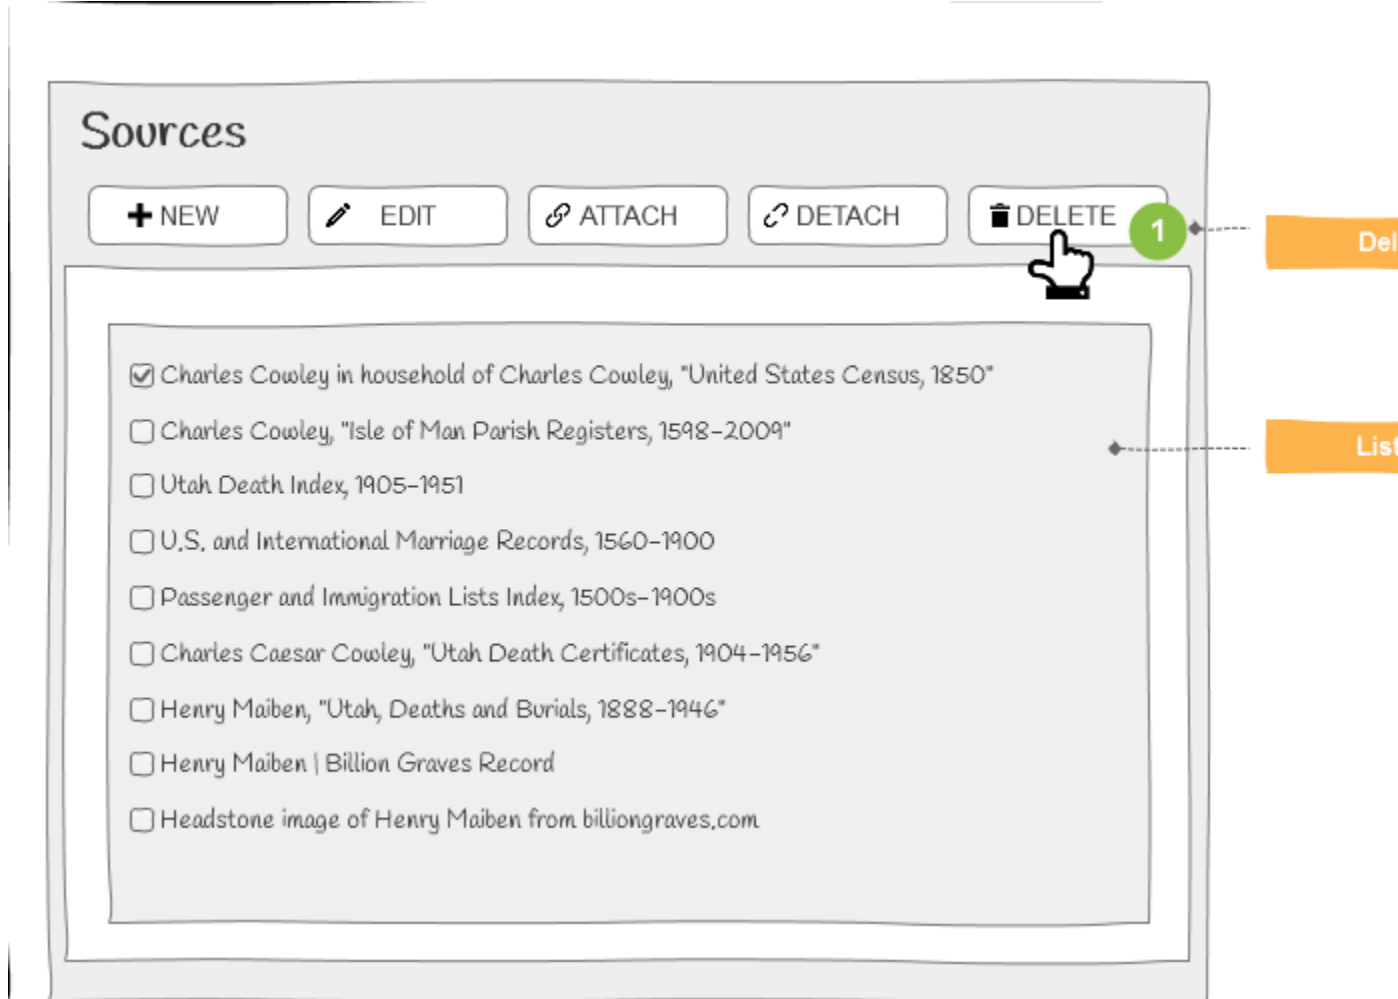 Sources
NEW EDIT ATTACH DETACH DELETE 1
Del
Charles Cowley in household of Charles Cowley, "United States Census, 1850"
Charles Cowley, "Isle of Man Parish Registers, 1598-2009"
List
Utah Death Index, 1905-1951
U.S. and International Marriage Records, 1560-1900
Passenger and Immigration Lists Index, 1500s-1900s
Charles Caesar Cowley, "Utah Death Certificates, 1904-1956"
Henry Maiben, "Utah, Deaths and Burials, 1888-1946"
Henry Maiben | Billion Graves Record
Headstone image of Henry Maiben from billiongraves.com